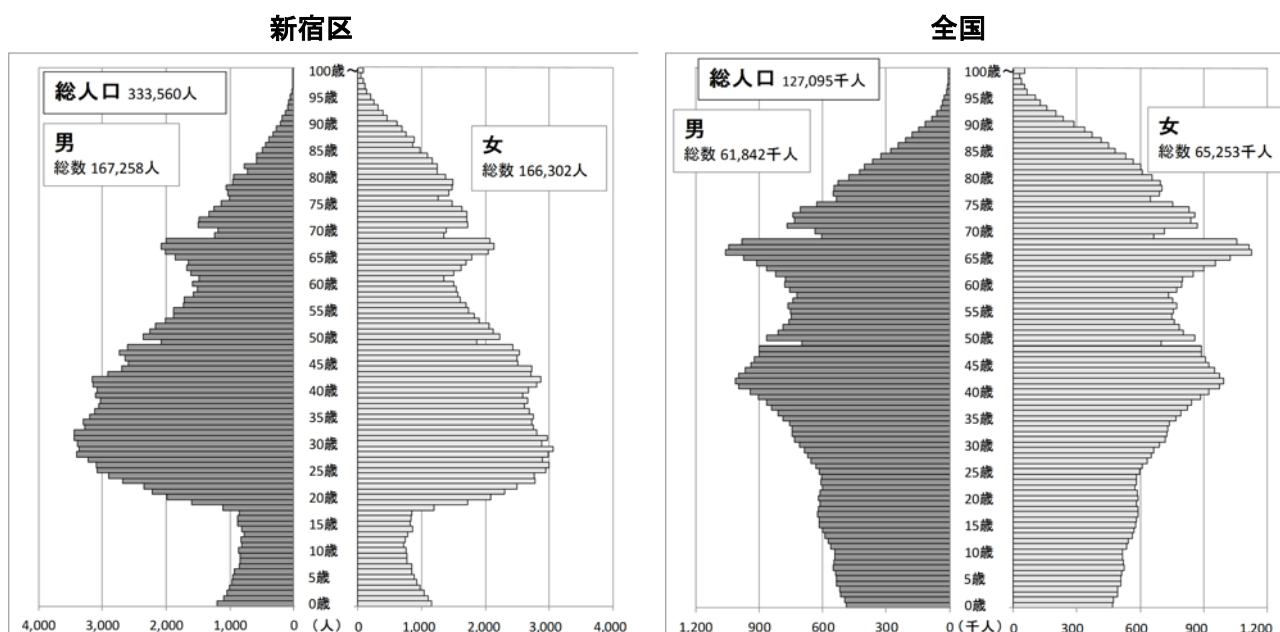 新宿区
総人口 333,560人
男
総数 167,258人
女
総数 166,302人
100歳～
95歳
90歳
85歳
80歳
75歳
70歳
65歳
60歳
55歳
50歳
45歳
40歳
35歳
30歳
25歳
20歳
15歳
10歳
5歳
0歳
4,000 3,000 2,000 1,000 0 (人) 0 1,000 2,000 3,000 4,000
全国
総人口 127,095千人
男
総数 61,842千人
女
総数 65,253千人
100歳～
95歳
90歳
85歳
80歳
75歳
70歳
65歳
60歳
55歳
50歳
45歳
40歳
35歳
30歳
25歳
20歳
15歳
10歳
5歳
0歳
1,200 900 600 300 0 (千人) 0 300 600 900 1,200